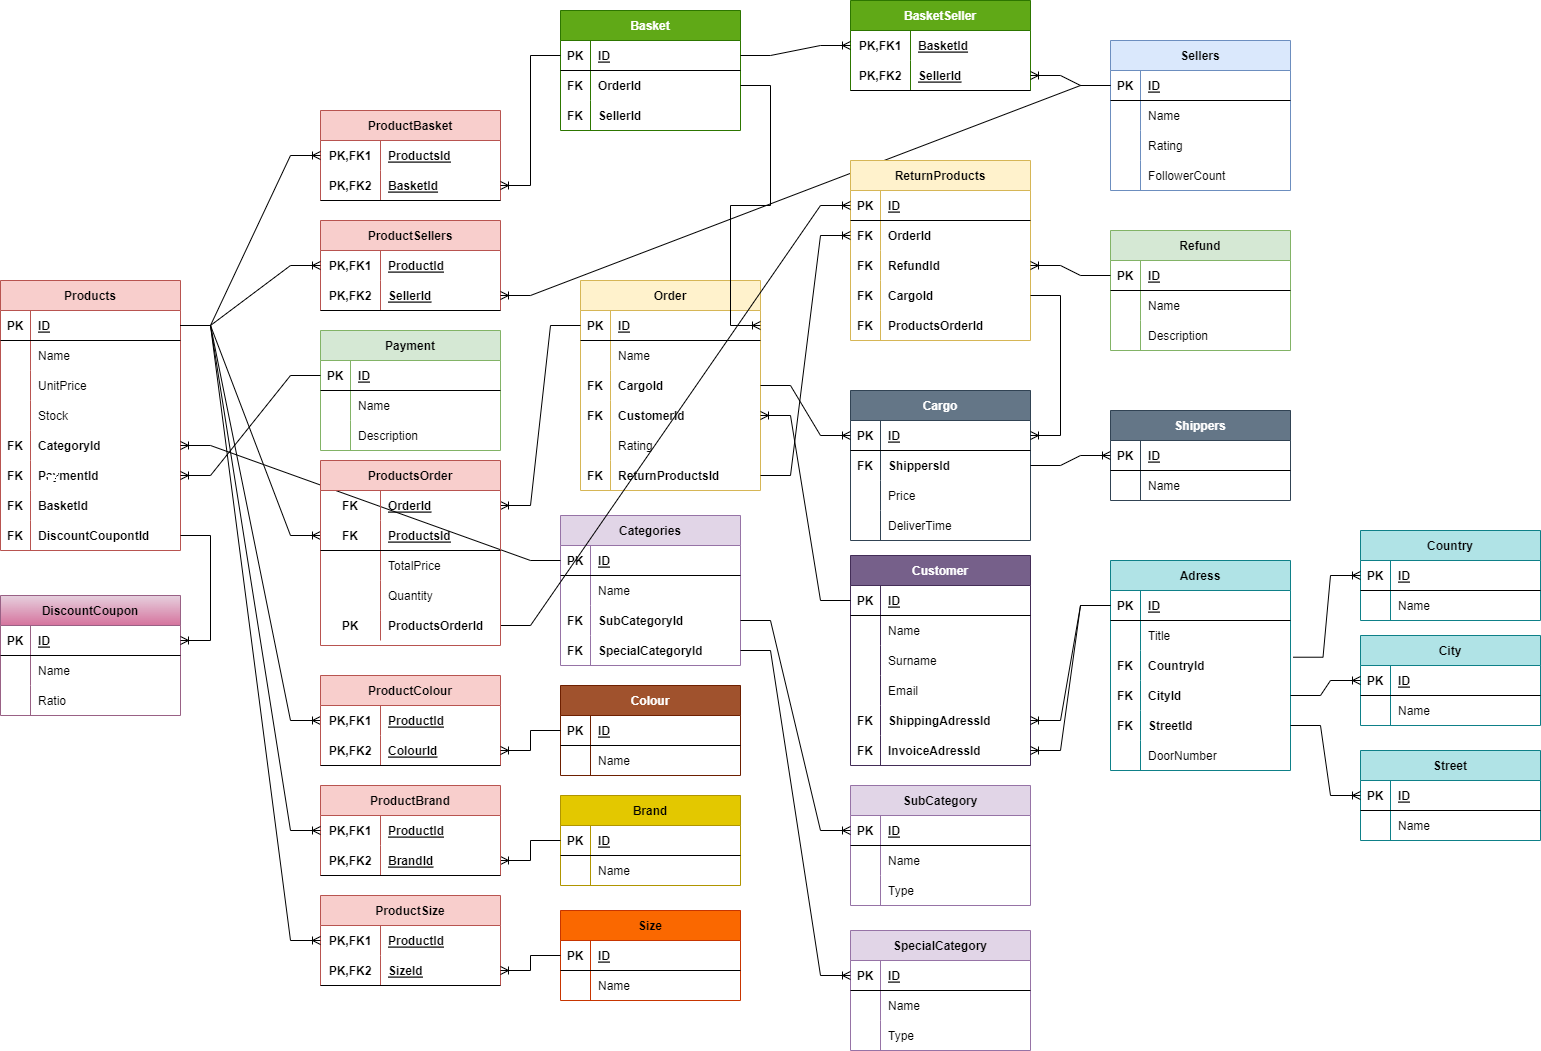 Products
PK ID
Name
UnitPrice
Stock
FK CategoryId
FK PaymentId
FK BasketId
FK DiscountCoupontId
DiscountCoupon
PK ID
Name
Ratio
ProductBasket
PK,FK1 ProductsId
PK,FK2 BasketId
ProductSellers
PK,FK1 ProductId
PK,FK2 SellerId
Payment
PK ID
Name
Description
ProductsOrder
FK OrderId
FK ProductsId
TotalPrice
Quantity
PK ProductsOrderId
ProductColour
PK,FK1 ProductId
PK,FK2 ColourId
ProductBrand
PK,FK1 ProductId
PK,FK2 BrandId
ProductSize
PK,FK1 ProductId
PK,FK2 SizeId
Basket
PK ID
FK OrderId
FK SellerId
Order
PK ID
Name
FK CargoId
FK CustomerId
Rating
FK ReturnProductsId
Categories
PK ID
Name
FK SubCategoryId
FK SpecialCategoryId
Colour
PK ID
Name
Brand
PK ID
Name
Size
PK ID
Name
BasketSeller
PK,FK1 BasketId
PK,FK2 SellerId
ReturnProducts
PK ID
FK OrderId
FK RefundId
FK CargoId
FK ProductsOrderId
Cargo
PK ID
FK ShippersId
Price
DeliverTime
Customer
PK ID
Name
Surname
Email
FK ShippingAdressId
FK InvoiceAdressId
SubCategory
PK ID
Name
Type
SpecialCategory
PK ID
Name
Type
Sellers
PK ID
Name
Rating
FollowerCount
Refund
PK ID
Name
Description
Shippers
PK ID
Name
Adress
PK ID
Title
FK CountryId
FK CityId
FK StreetId
DoorNumber
Country
PK ID
Name
City
PK ID
Name
Street
PK ID
Name